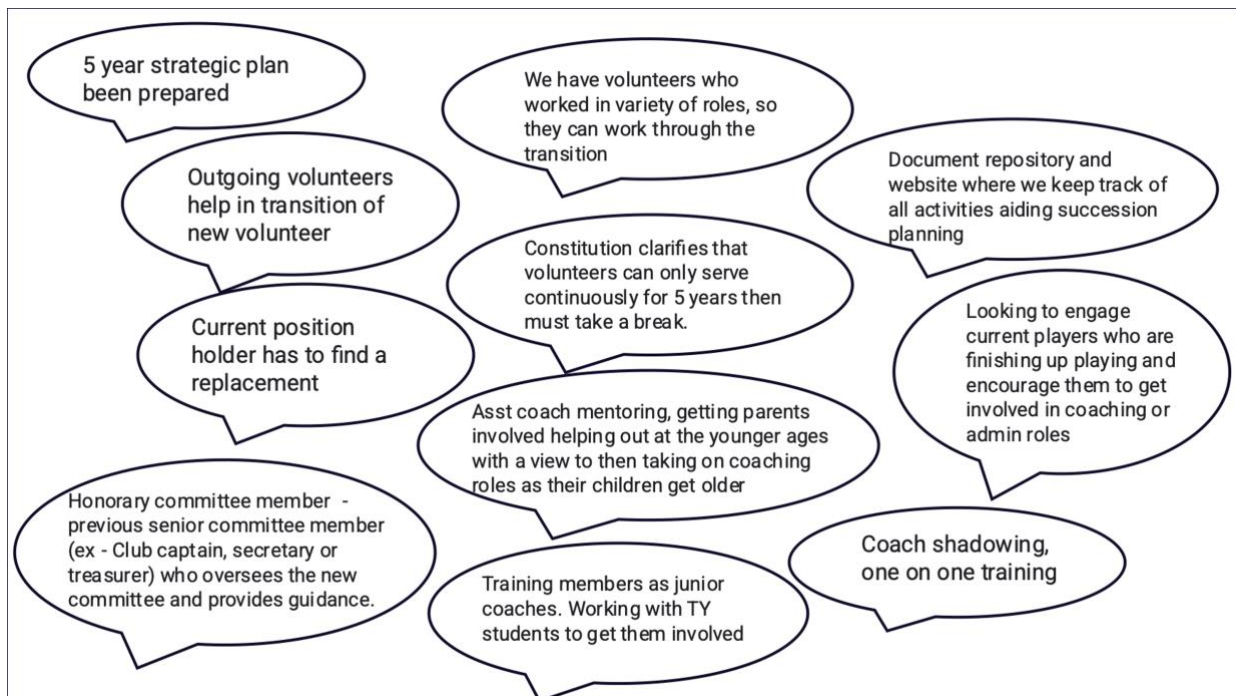 5 year strategic plan
been prepared
We have volunteers who
worked in variety of roles, so
they can work through the
transition
Document repository and
website where we keep track of
all activities aiding succession
planning
Outgoing volunteers
help in transition of
new volunteer
Constitution clarifies that
volunteers can only serve
continuously for 5 years then
must take a break.
Looking to engage
current players who are
finishing up playing and
encourage them to get
involved in coaching or
admin roles
Current position
holder has to find a
replacement
Asst coach mentoring, getting parents
involved helping out at the younger ages
with a view to then taking on coaching
roles as their children get older
Honorary committee member -
previous senior committee member
(ex - Club captain, secretary or
treasurer) who oversees the new
committee and provides guidance.
Coach shadowing,
one on one training
Training members as junior
coaches. Working with TY
students to get them involved